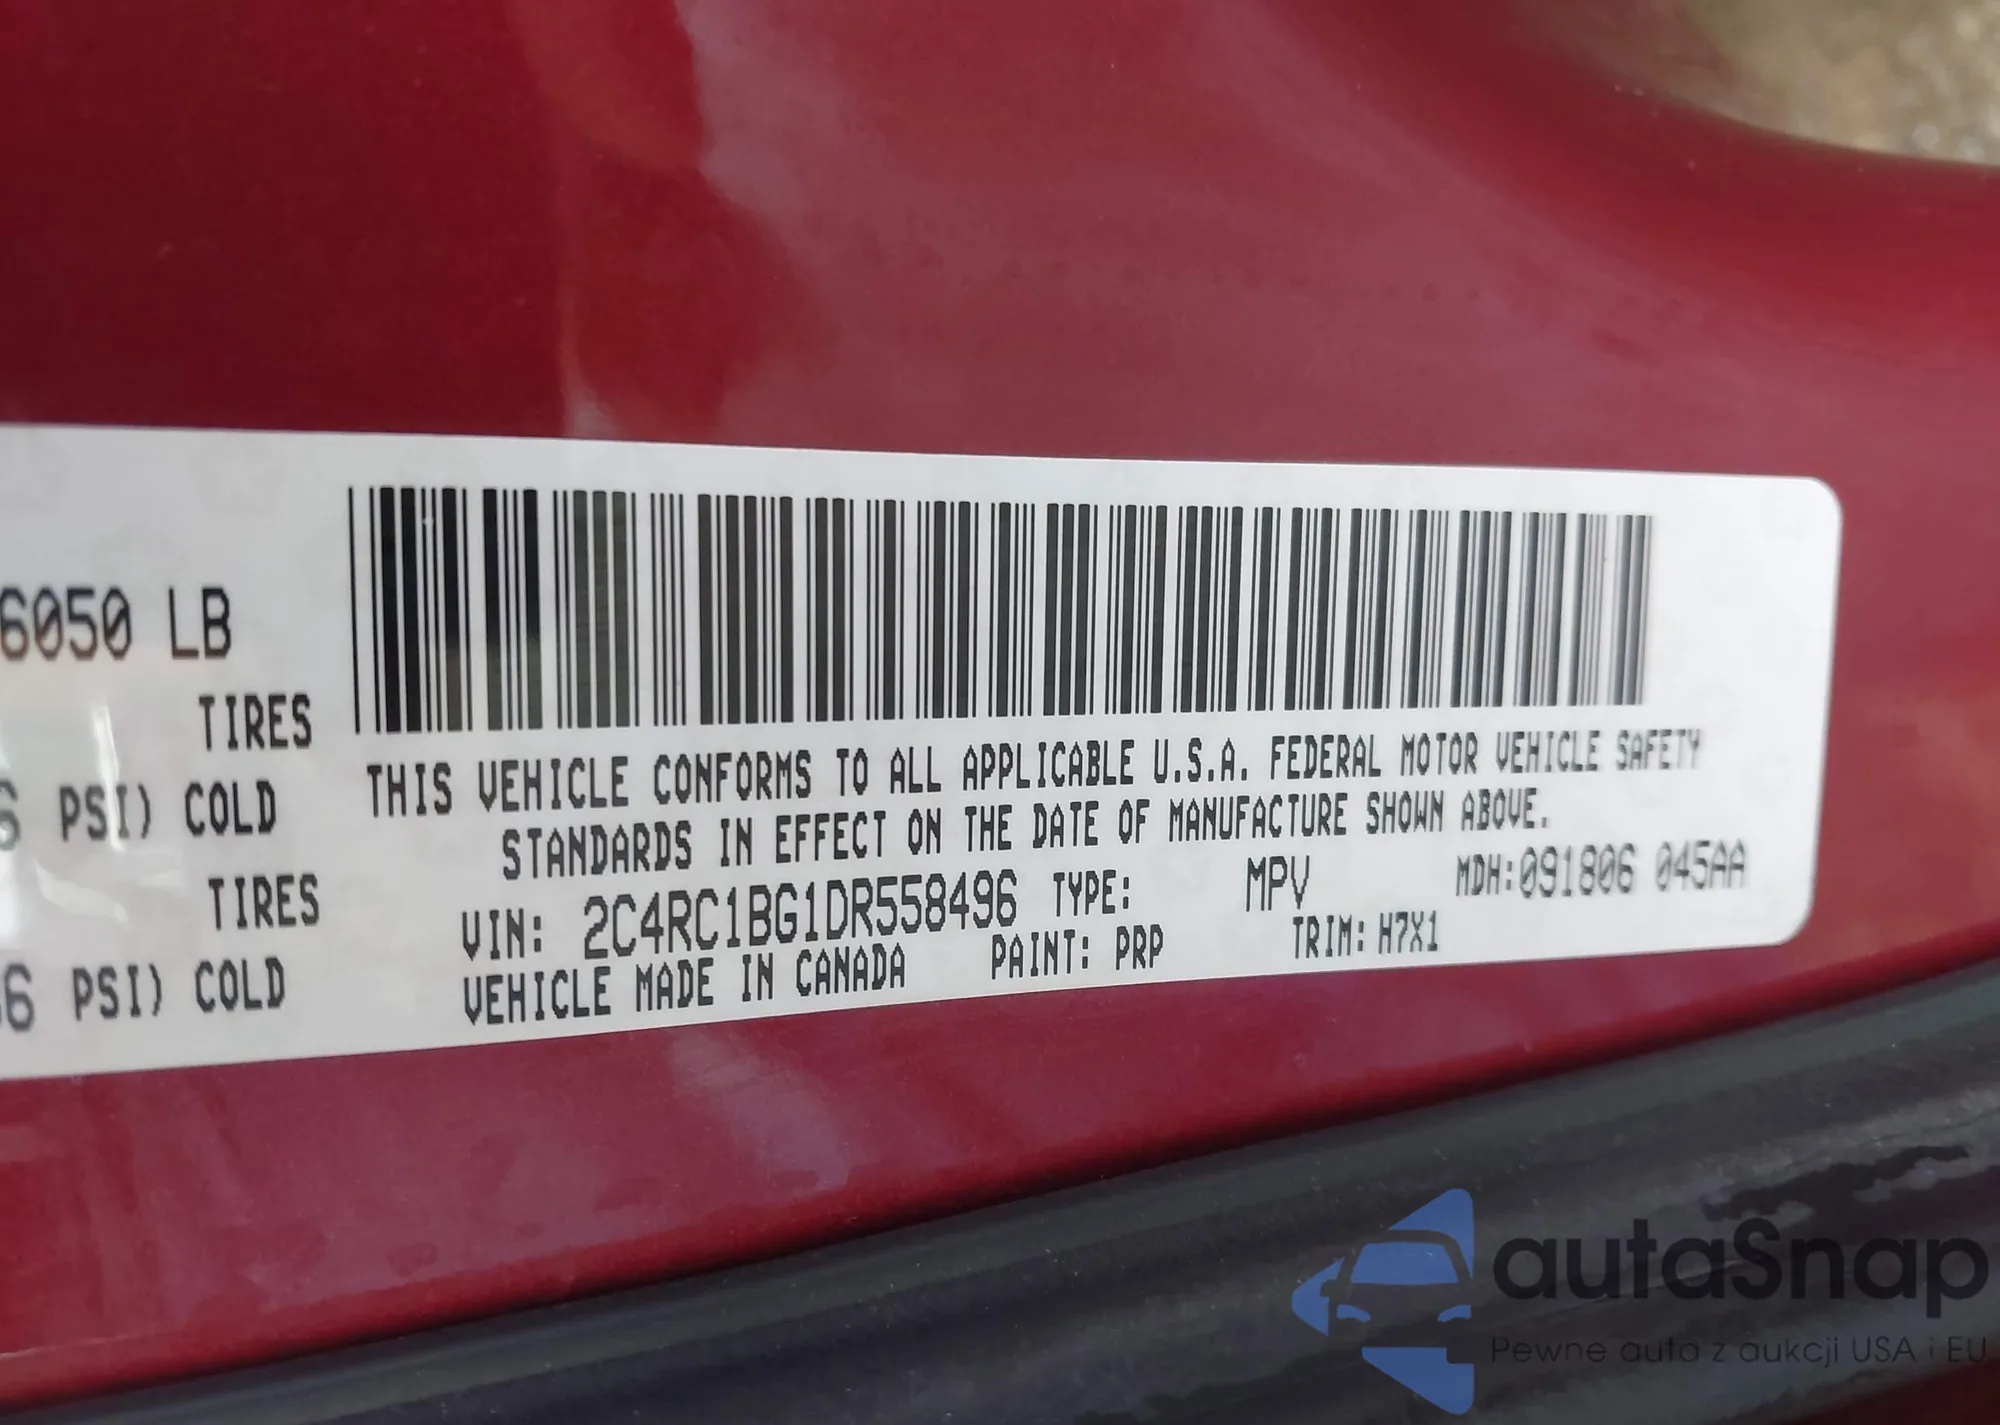 6050 LB
TIRES
6 PSI) COLD
TIRES
36 PSI) COLD
THIS VEHICLE CONFORMS TO ALL APPLICABLE U.S.A. FEDERAL MOTOR VEHICLE SAFETY
STANDARDS IN EFFECT ON THE DATE OF MANUFACTURE SHOWN ABOVE.
VIN: 2C4RC1BG1DR558496 TYPE: MPV MDH:091806 045AA
VEHICLE MADE IN CANADA PAINT: PRP TRIM: H7X1
autaSnap
Pewne auta z aukcji USA i EU